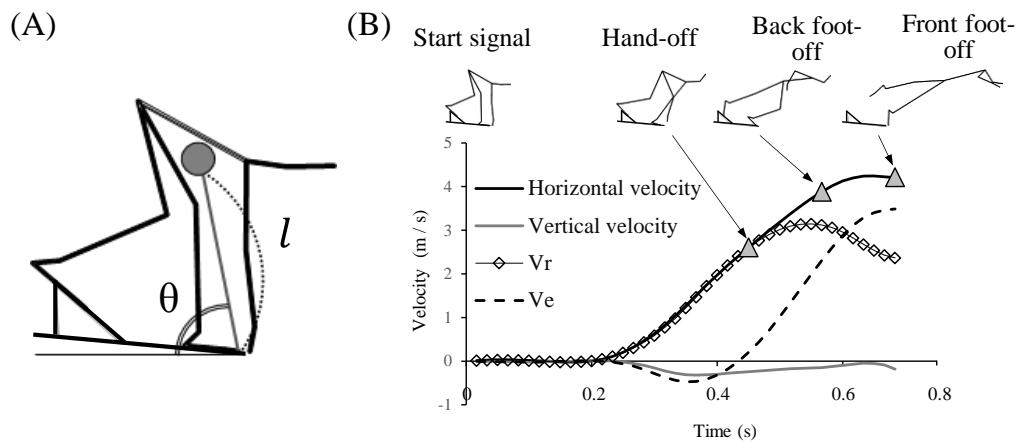 (A)
(B)
Start signal
Hand-off
Back foot-
off
Front foot-
off
l
θ
5
4
3
2
1
0
-1
Velocity (m / s)
Horizontal velocity
Vertical velocity
Vr
Ve
0
0.2
0.4
0.6
0.8
Time (s)